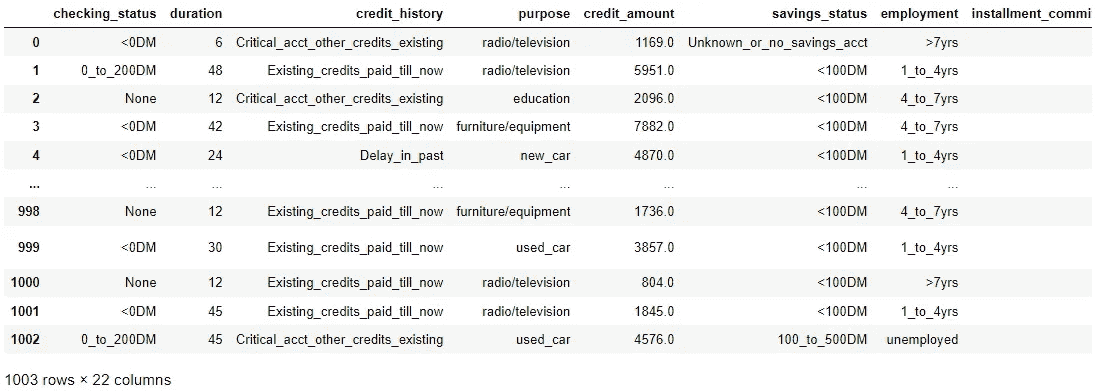 checking_status duration credit_history purpose credit_amount savings_status employment installment_commi
0 <0DM 6 Critical_acct_other_credits_existing radio/television 1169.0 Unknown_or_no_savings_acct >7yrs
1 0_to_200DM 48 Existing_credits_paid_till_now radio/television 5951.0 <100DM 1_to_4yrs
2 None 12 Critical_acct_other_credits_existing education 2096.0 <100DM 4_to_7yrs
3 <0DM 42 Existing_credits_paid_till_now furniture/equipment 7882.0 <100DM 4_to_7yrs
4 <0DM 24 Delay_in_past new_car 4870.0 <100DM 1_to_4yrs
... ... ... ... ... ... ... ...
998 None 12 Existing_credits_paid_till_now furniture/equipment 1736.0 <100DM 4_to_7yrs
999 <0DM 30 Existing_credits_paid_till_now used_car 3857.0 <100DM 1_to_4yrs
1000 None 12 Existing_credits_paid_till_now radio/television 804.0 <100DM >7yrs
1001 <0DM 45 Existing_credits_paid_till_now radio/television 1845.0 <100DM 1_to_4yrs
1002 0_to_200DM 45 Critical_acct_other_credits_existing used_car 4576.0 100_to_500DM unemployed
1003 rows × 22 columns